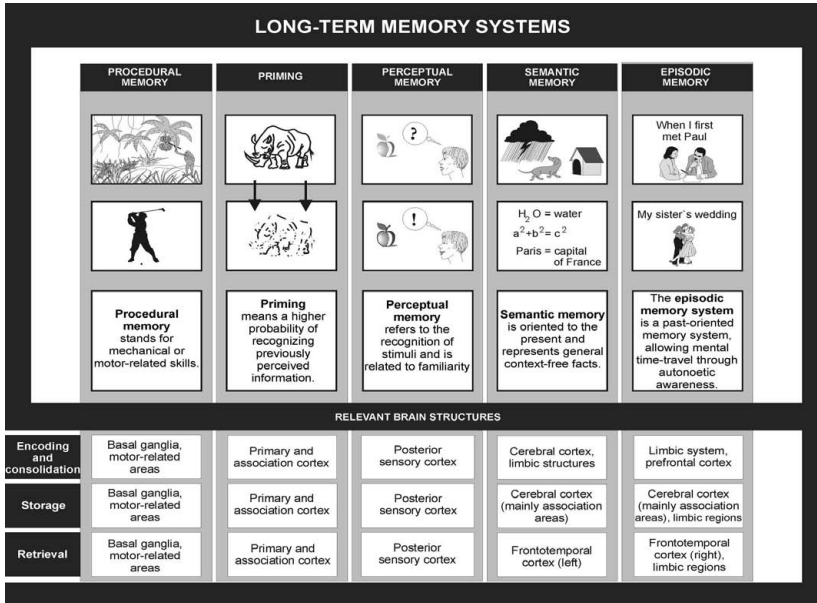 LONG-TERM MEMORY SYSTEMS
PROCEDURAL
MEMORY
PRIMING
PERCEPTUAL
MEMORY
SEMANTIC
MEMORY
EPISODIC
MEMORY
?
When I first
met Paul
!
H2O = water
a²+b²= c²
Paris = capital
of France
My sister`s wedding
Procedural
memory
stands for
mechanical or
motor-related skills.
Priming
means a higher
probability of
recognizing
previously
perceived
information.
Perceptual
memory
refers to the
recognition of
stimuli and is
related to familiarity
Semantic memory
is oriented to the
present and
represents general
context-free facts.
The episodic
memory system
is a past-oriented
memory system,
allowing mental
time-travel through
autonoetic
awareness.
RELEVANT BRAIN STRUCTURES
Encoding
and
consolidation
Basal ganglia,
motor-related
areas
Primary and
association cortex
Posterior
sensory cortex
Cerebral cortex,
limbic structures
Limbic system,
prefrontal cortex
Storage
Basal ganglia,
motor-related
areas
Primary and
association cortex
Posterior
sensory cortex
Cerebral cortex
(mainly association
areas)
Cerebral cortex
(mainly association
areas), limbic regions
Retrieval
Basal ganglia,
motor-related
areas
Primary and
association cortex
Posterior
sensory cortex
Frontotemporal
cortex (left)
Frontotemporal
cortex (right),
limbic regions